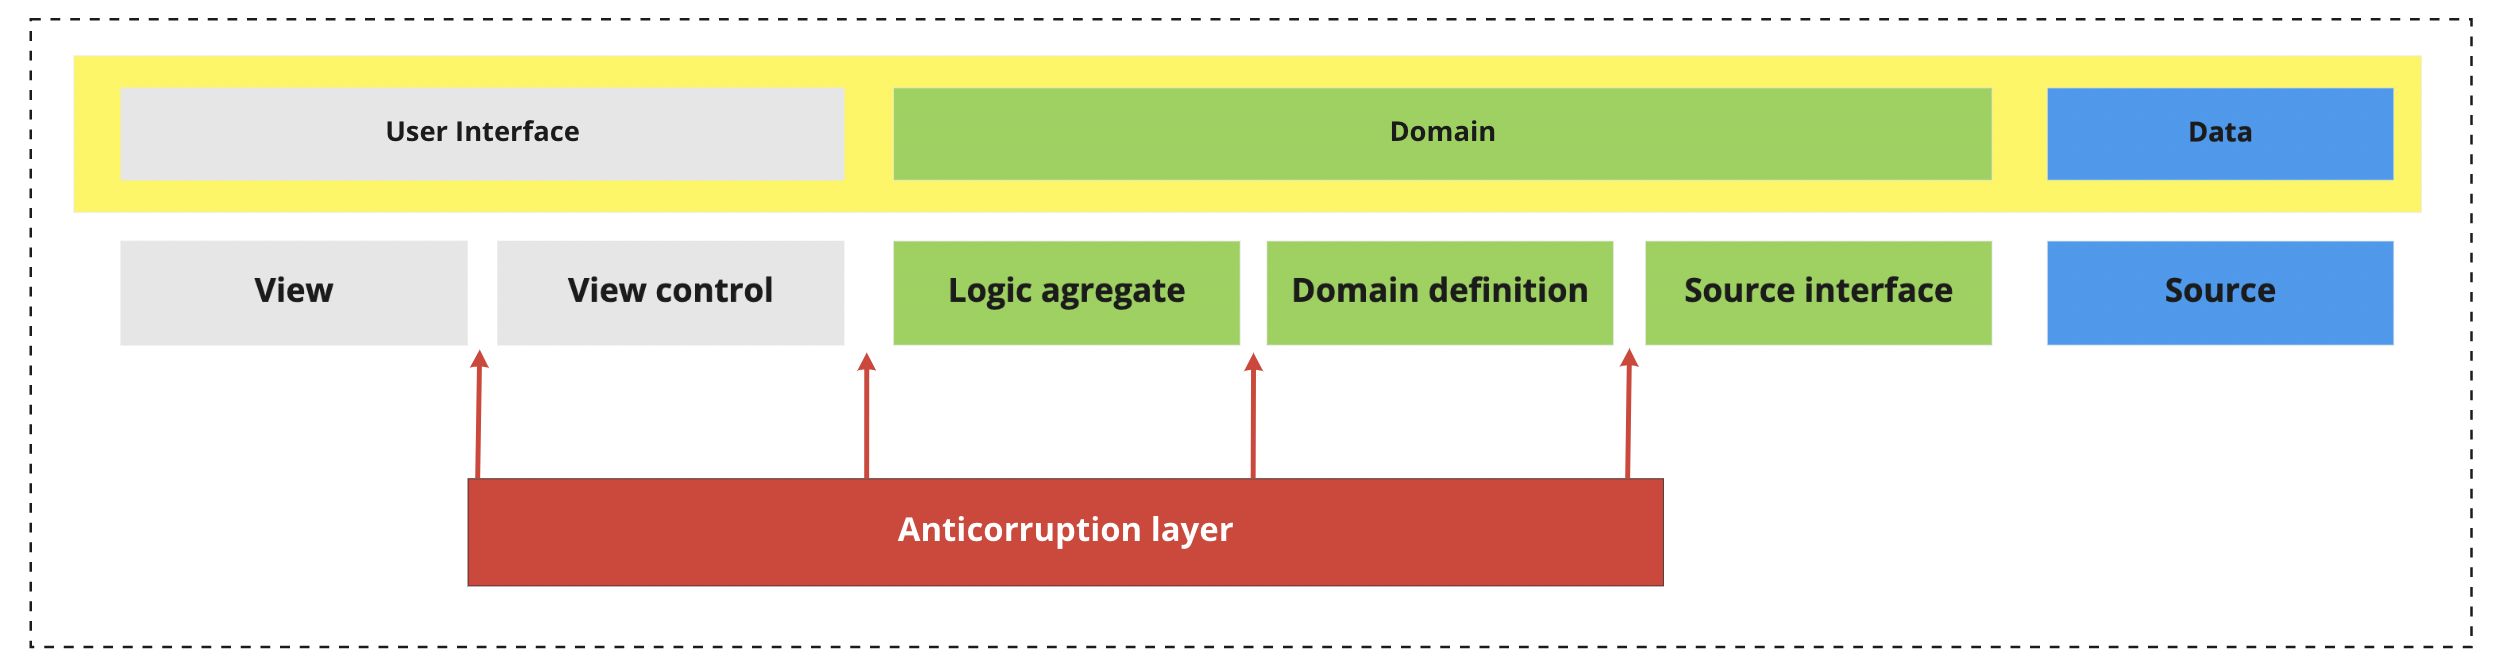 User Interface
Domain
Data
View
View control
Logic agregate
Domain definition
Source interface
Source
Anticorruption layer